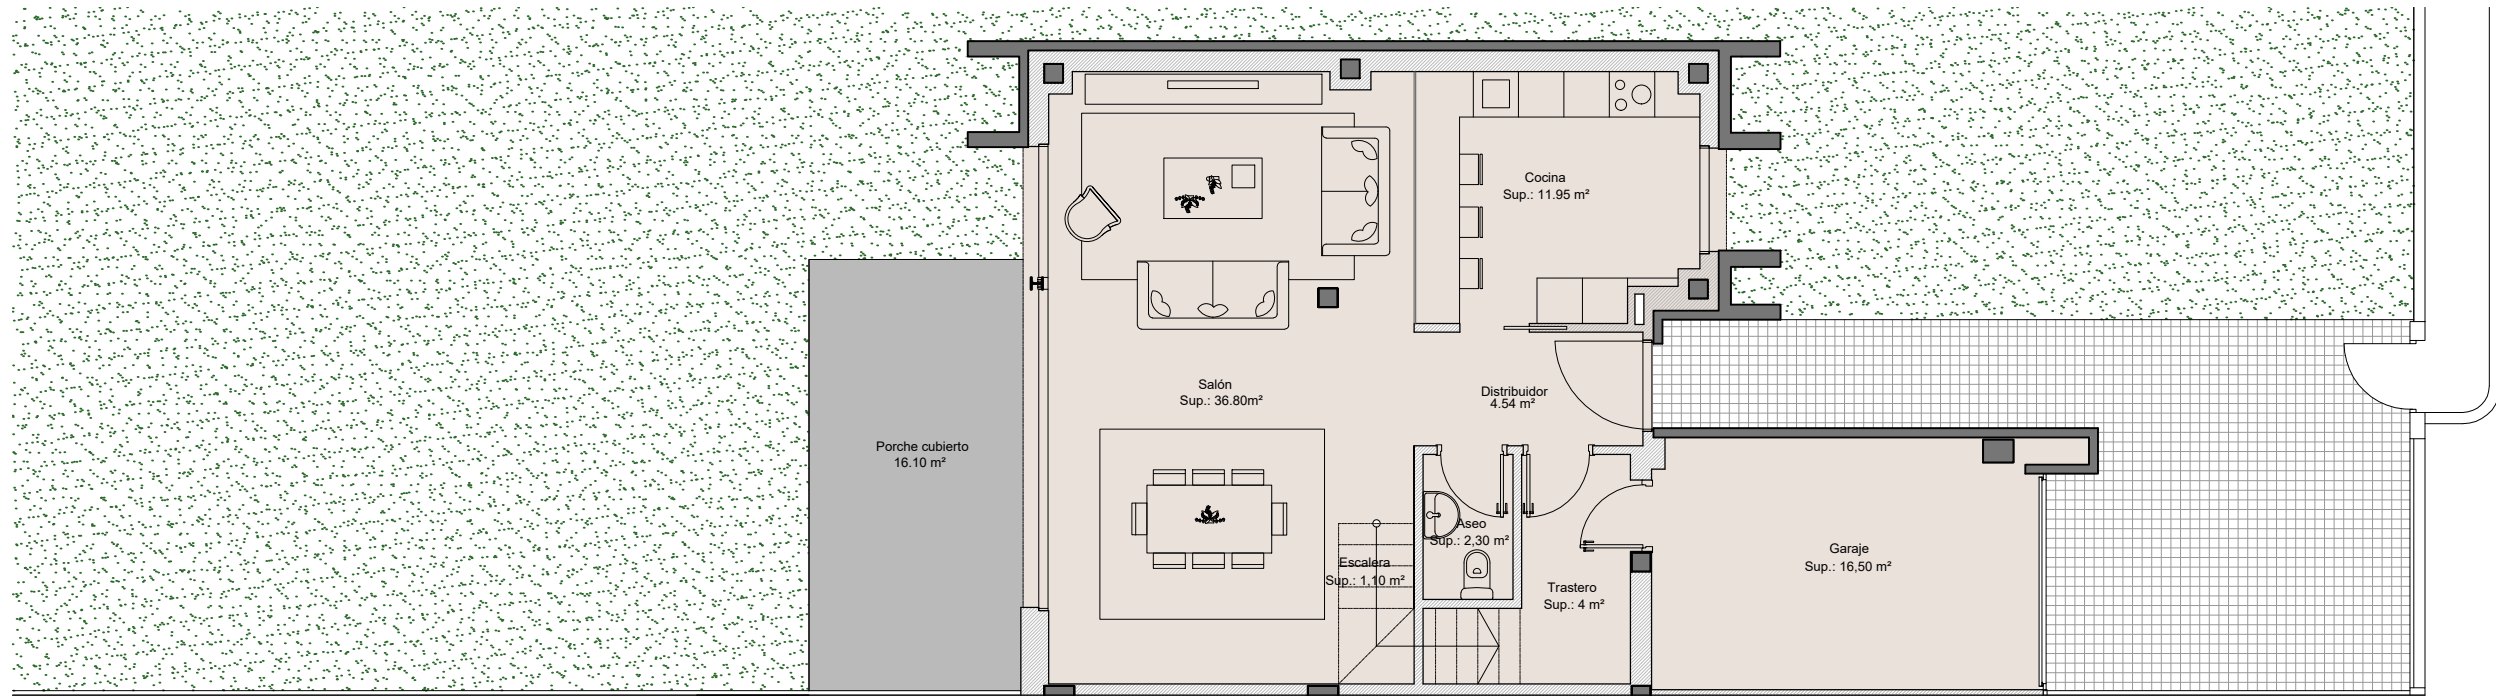 Cocina
Sup.: 11.95 m²
Salón
Sup.: 36.80m²
Distribuidor
4.54 m²
Porche cubierto
16.10 m²
Aseo
Sup.: 2,30 m²
Escalera
Sup.: 1,10 m²
Trastero
Sup.: 4 m²
Garaje
Sup.: 16,50 m²